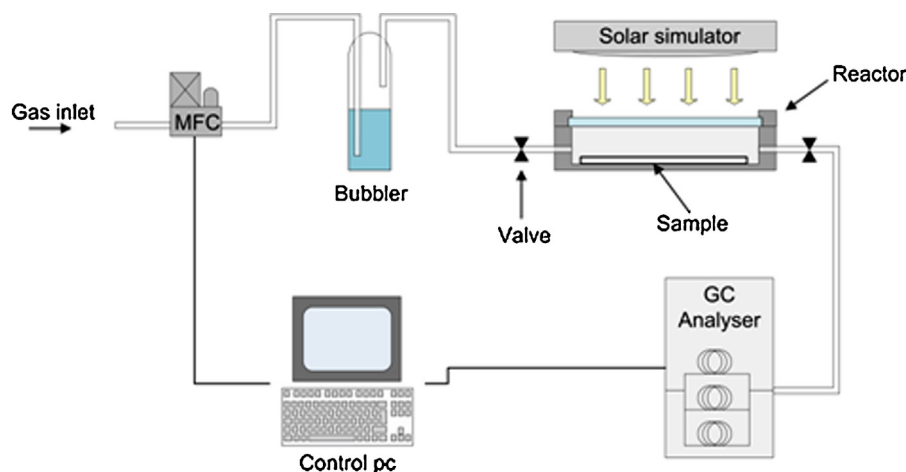 Solar simulator
Reactor
Gas inlet
MFC
Bubbler
Valve
Sample
GC
Analyser
Control pc